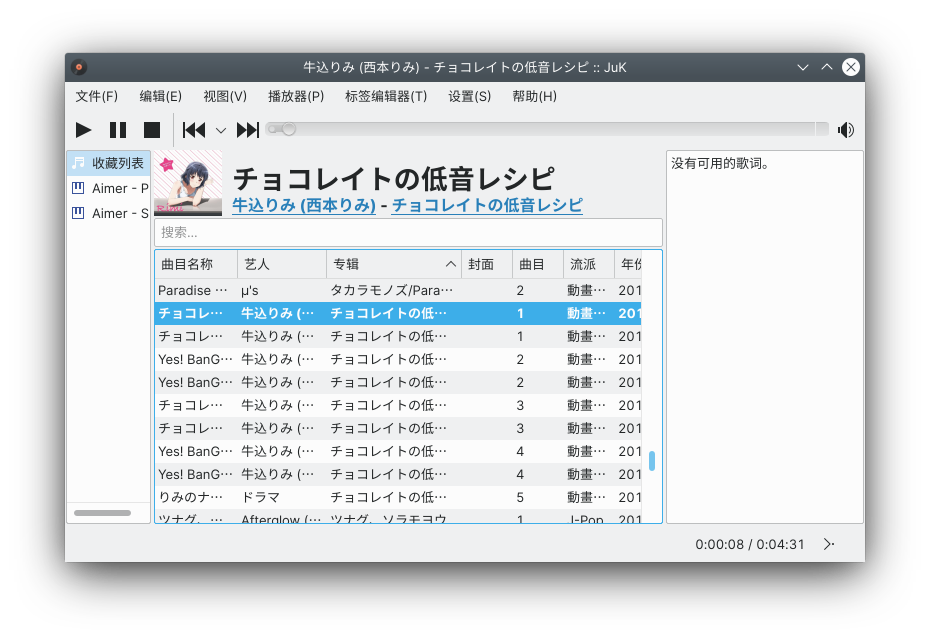 牛込りみ (西本りみ) - チョコレイトの低音レシピ :: JuK
文件(F) 编辑(E) 视图(V) 播放器(P) 标签编辑器(T) 设置(S) 帮助(H)
收藏列表
Aimer - P
Aimer - S
チョコレイトの低音レシピ
牛込りみ (西本りみ) - チョコレイトの低音レシピ
搜索...
曲目名称 艺人 专辑 封面 曲目 流派 年份
Paradise … μ's タカラモノズ/Para… 2 動畫… 201
チョコレ… 牛込りみ (… チョコレイトの低… 1 動畫… 201
チョコレ… 牛込りみ (… チョコレイトの低… 1 動畫… 201
Yes! BanG… 牛込りみ (… チョコレイトの低… 2 動畫… 201
Yes! BanG… 牛込りみ (… チョコレイトの低… 2 動畫… 201
チョコレ… 牛込りみ (… チョコレイトの低… 3 動畫… 201
チョコレ… 牛込りみ (… チョコレイトの低… 3 動畫… 201
Yes! BanG… 牛込りみ (… チョコレイトの低… 4 動畫… 201
Yes! BanG… 牛込りみ (… チョコレイトの低… 4 動畫… 201
りみのナ… ドラマ チョコレイトの低… 5 動畫… 201
ツナグ、… Afterglow (… ツナグ、ソラモヨウ 1 J-Pop 201
没有可用的歌词。
0:00:08 / 0:04:31